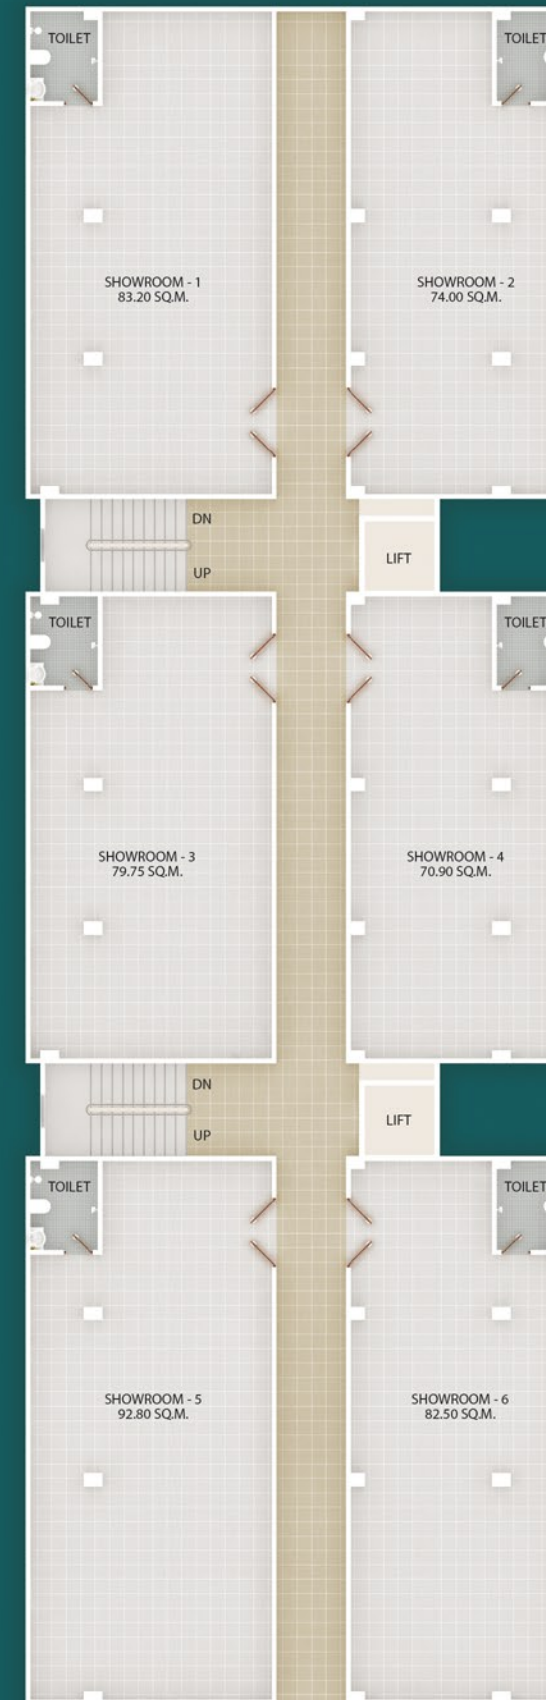 TOILET
TOILET
SHOWROOM - 1
83.20 SQ.M.
SHOWROOM - 2
74.00 SQ.M.
DN
UP
LIFT
TOILET
TOILET
SHOWROOM - 3
79.75 SQ.M.
SHOWROOM - 4
70.90 SQ.M.
DN
UP
LIFT
TOILET
TOILET
SHOWROOM - 5
92.80 SQ.M.
SHOWROOM - 6
82.50 SQ.M.